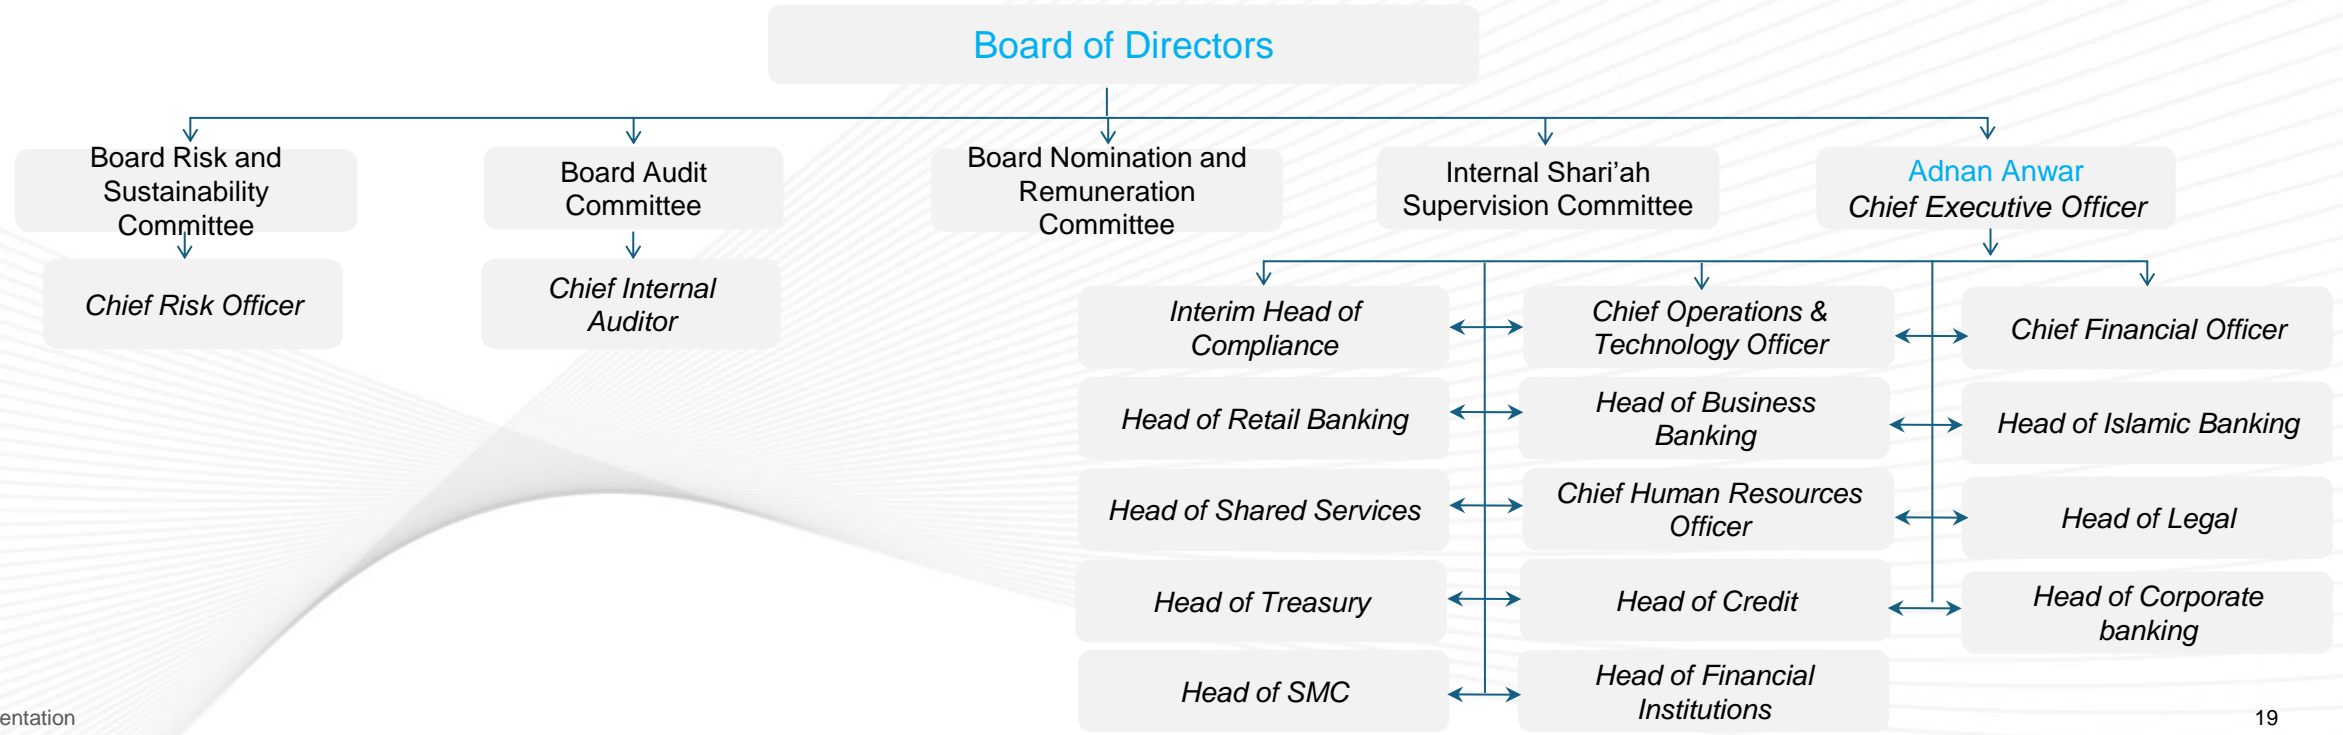 Board of Directors
Board Risk and
Sustainability
Committee
Board Audit
Committee
Board Nomination and
Remuneration
Committee
Internal Shari’ah
Supervision Committee
Adnan Anwar
Chief Executive Officer
Chief Risk Officer
Chief Internal
Auditor
Interim Head of
Compliance
Chief Operations &
Technology Officer
Chief Financial Officer
Head of Retail Banking
Head of Business
Banking
Head of Islamic Banking
Head of Shared Services
Chief Human Resources
Officer
Head of Legal
Head of Treasury
Head of Credit
Head of Corporate
banking
Head of SMC
Head of Financial
Institutions
entation
19